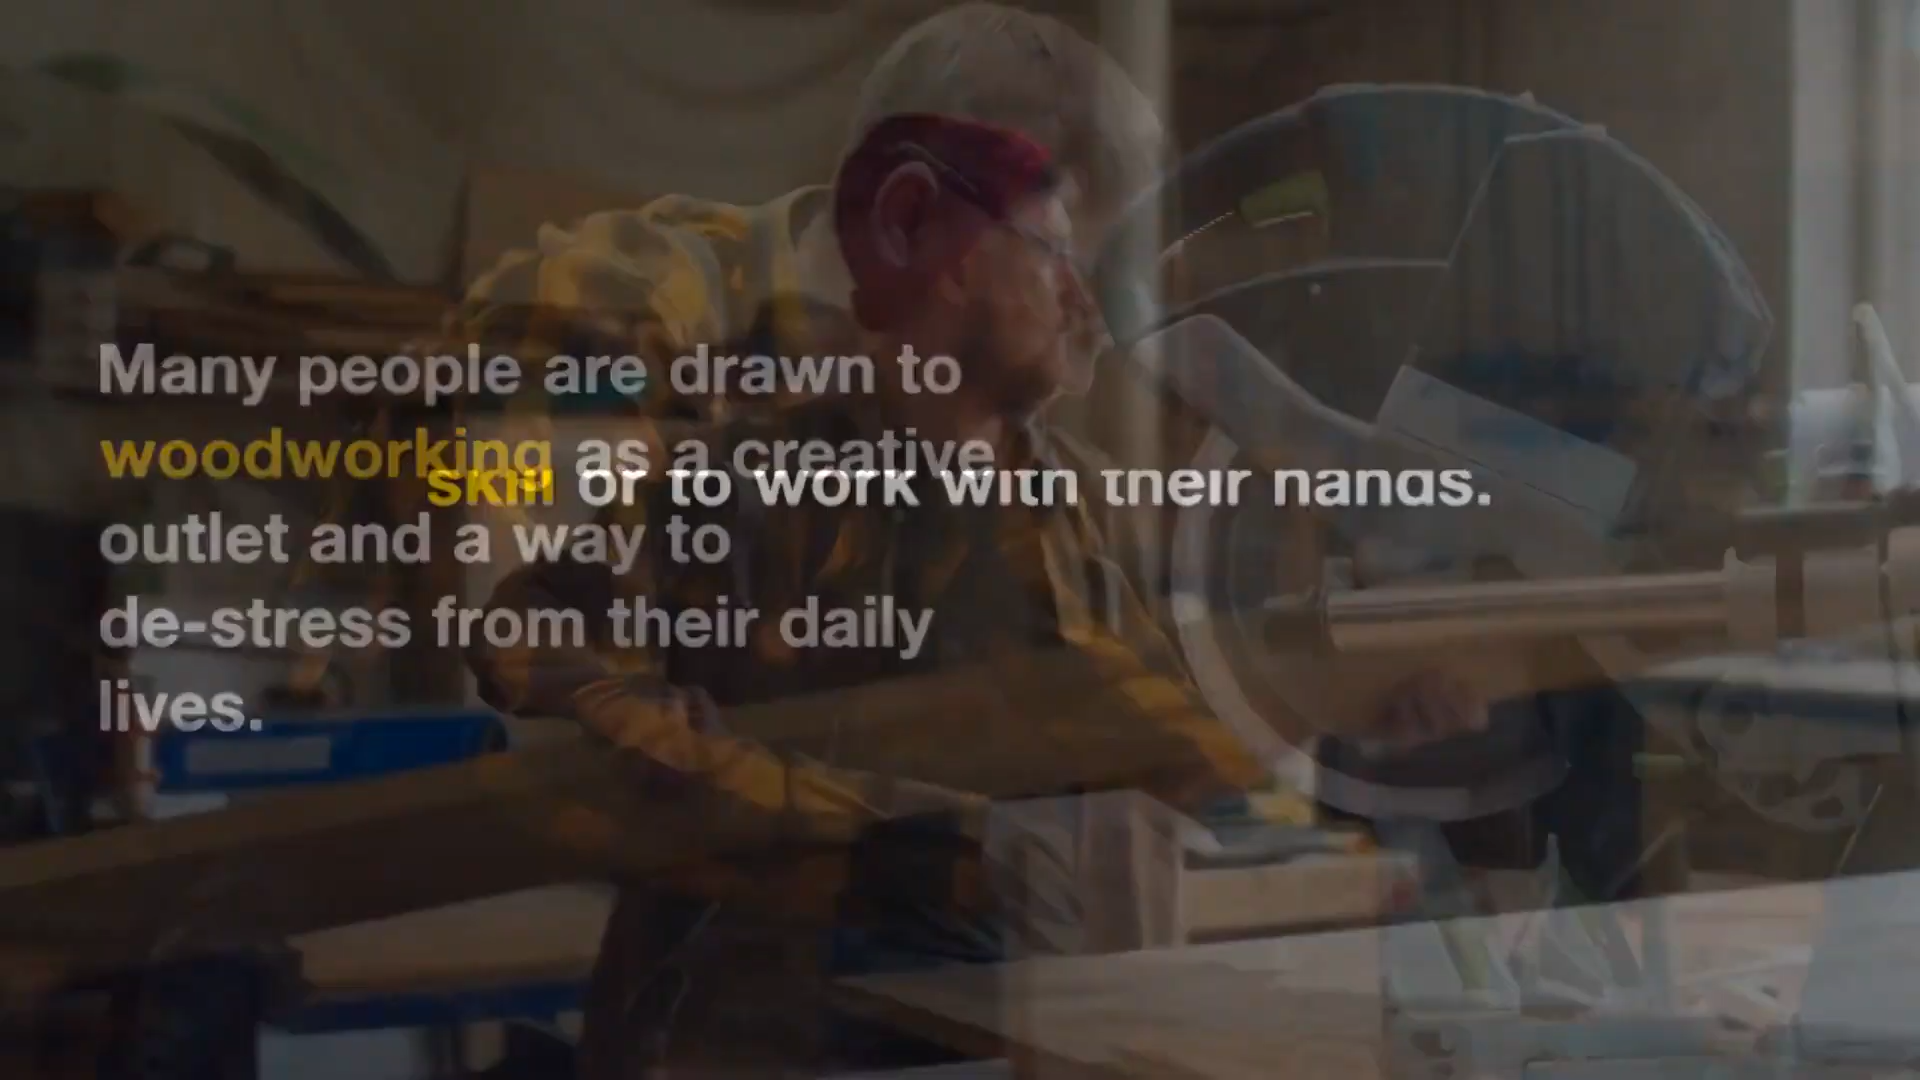 Many people are drawn to
woodworking as a creative
skill or to work with their hands.
outlet and a way to
de-stress from their daily
lives.